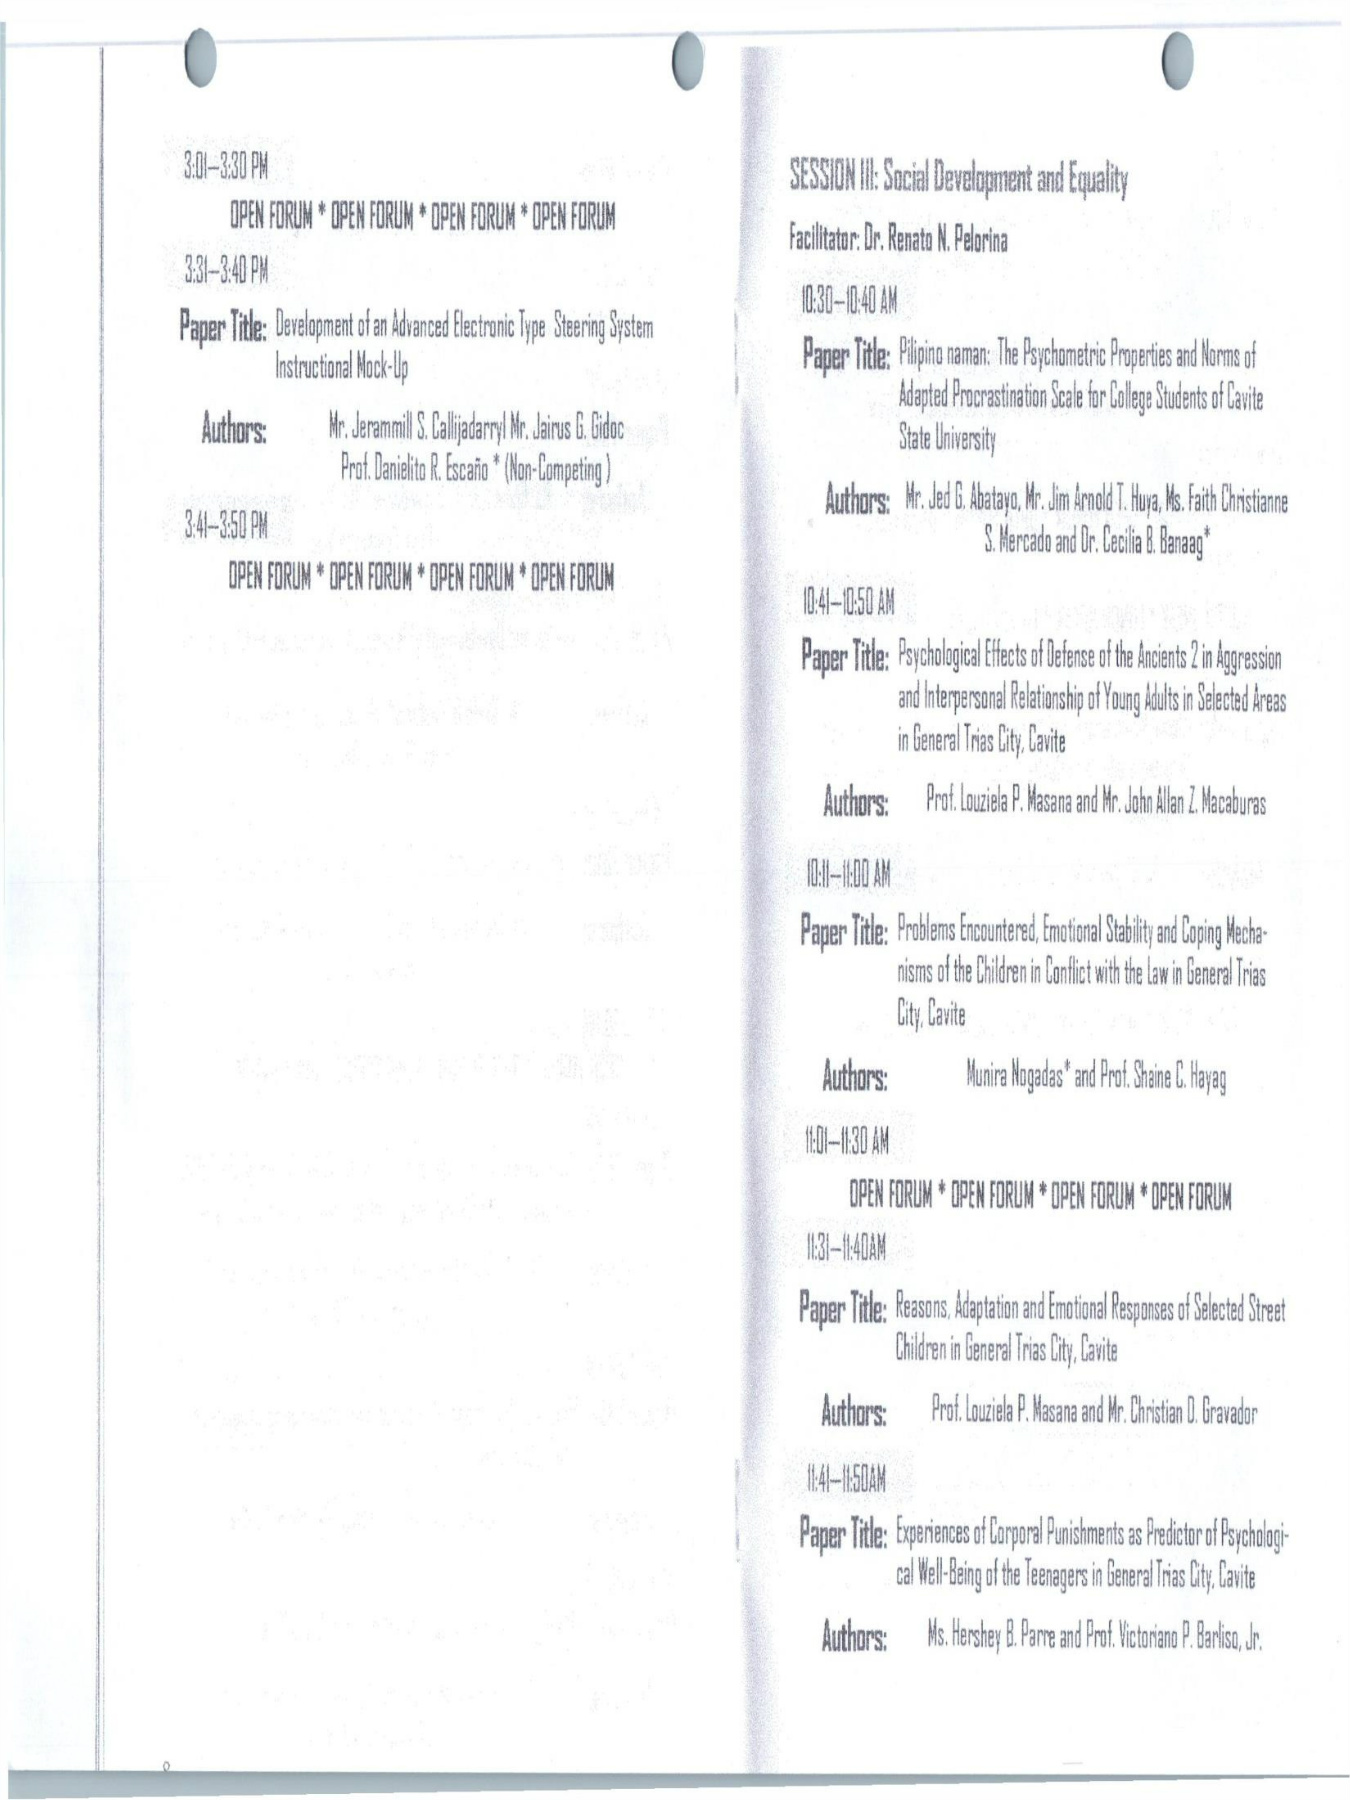 3:01—3:30 PM
OPEN FORUM * OPEN FORUM * OPEN FORUM * OPEN FORUM
3:31—3:40 PM
Paper Title: Development of an Advanced Electronic Type Steering System
Instructional Mock-Up
Authors: Mr. Jerammill S. Callijadarryl Mr. Jairus G. Gidoc
Prof. Danielito R. Escaño * (Non-Competing )
3:41—3:50 PM
OPEN FORUM * OPEN FORUM * OPEN FORUM * OPEN FORUM
SESSION III: Social Development and Equality
Facilitator: Dr. Renato N. Pelorina
10:30—10:40 AM
Paper Title: Pilipino naman: The Psychometric Properties and Norms of
Adapted Procrastination Scale for College Students of Cavite
State University
Authors: Mr. Jed G. Abatayo, Mr. Jim Arnold T. Huya, Ms. Faith Christianne
S. Mercado and Dr. Cecilia B. Banaag*
10:41—10:50 AM
Paper Title: Psychological Effects of Defense of the Ancients 2 in Aggression
and Interpersonal Relationship of Young Adults in Selected Areas
in General Trias City, Cavite
Authors: Prof. Louziela P. Masana and Mr. John Allan Z. Macaburas
10:11—11:00 AM
Paper Title: Problems Encountered, Emotional Stability and Coping Mecha-
nisms of the Children in Conflict with the Law in General Trias
City, Cavite
Authors: Munira Nogadas* and Prof. Shaine C. Hayag
11:01—11:30 AM
OPEN FORUM * OPEN FORUM * OPEN FORUM * OPEN FORUM
11:31—11:40AM
Paper Title: Reasons, Adaptation and Emotional Responses of Selected Street
Children in General Trias City, Cavite
Authors: Prof. Louziela P. Masana and Mr. Christian D. Gravador
11:41—11:50AM
Paper Title: Experiences of Corporal Punishments as Predictor of Psychologi-
cal Well-Being of the Teenagers in General Trias City, Cavite
Authors: Ms. Hershey B. Parre and Prof. Victoriano P. Barliso, Jr.